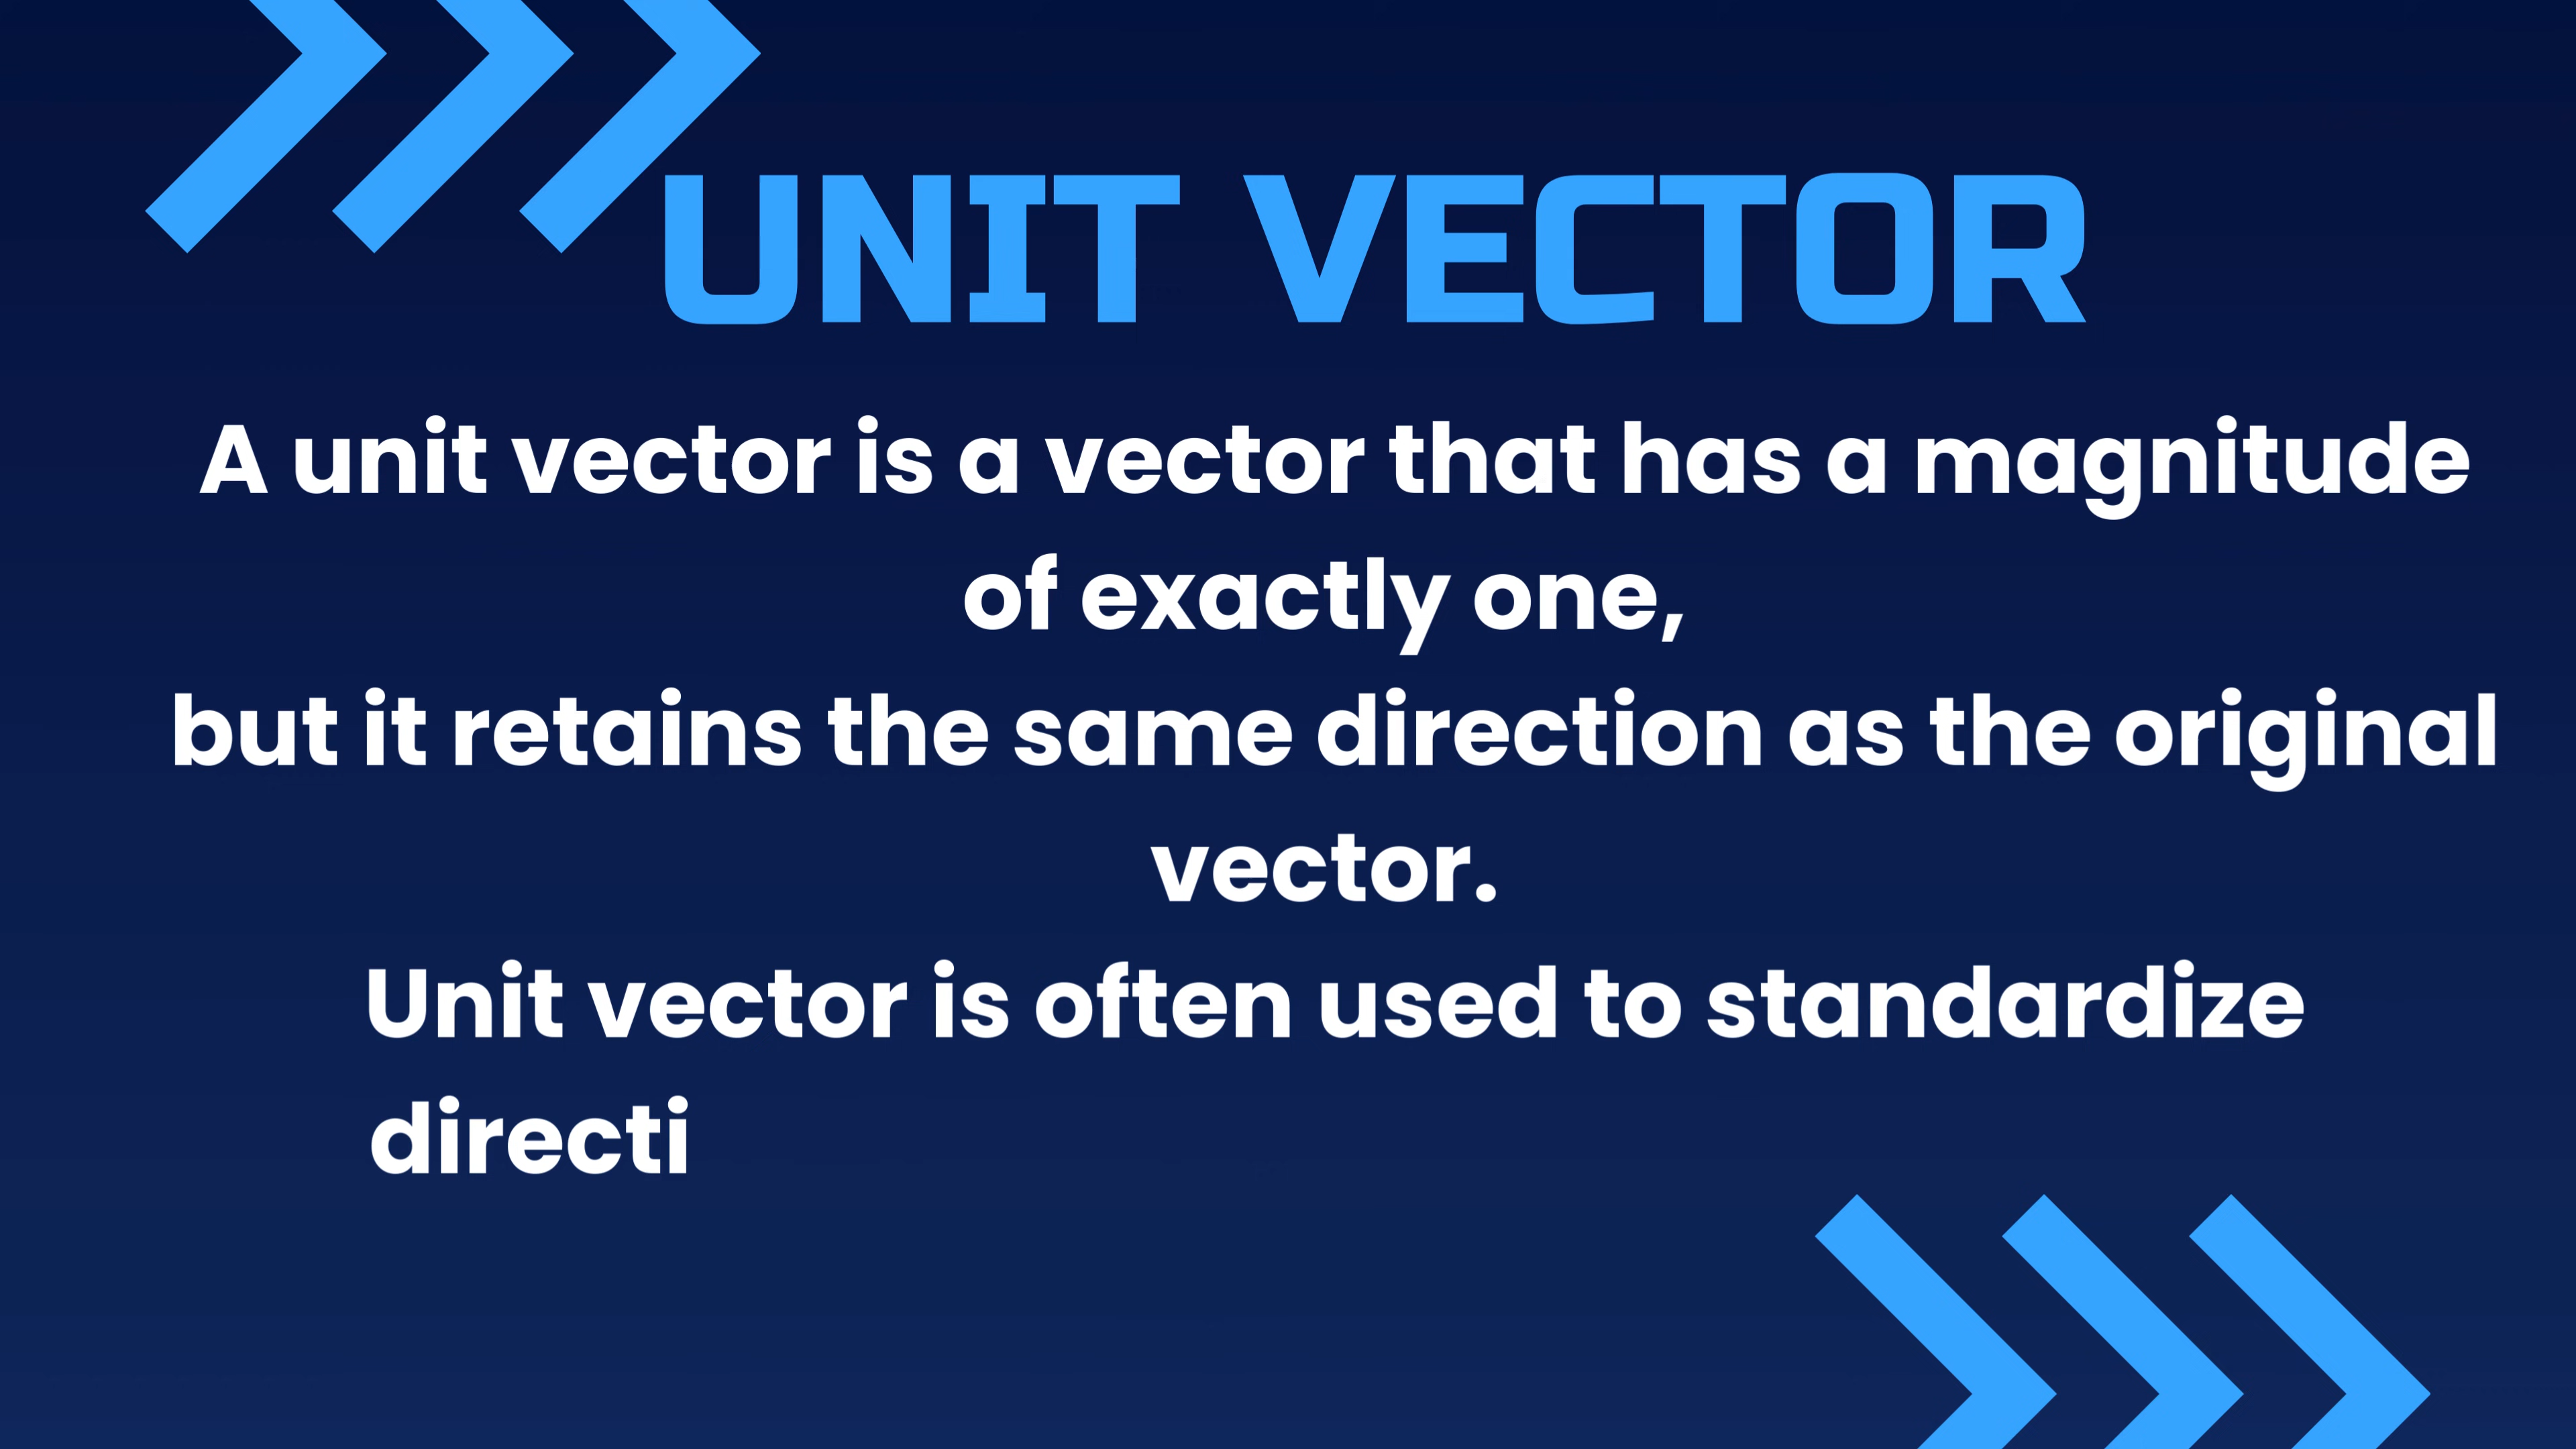 UNIT VECTOR
A unit vector is a vector that has a magnitude
of exactly one,
but it retains the same direction as the original
vector.
Unit vector is often used to standardize
directi